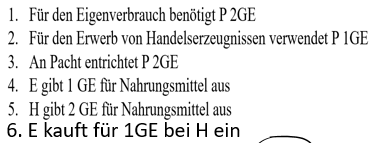 1. Für den Eigenverbrauch benötigt P 2GE
2. Für den Erwerb von Handelserzeugnissen verwendet P 1GE
3. An Pacht entrichtet P 2GE
4. E gibt 1 GE für Nahrungsmittel aus
5. H gibt 2 GE für Nahrungsmittel aus
6. E kauft für 1GE bei H ein